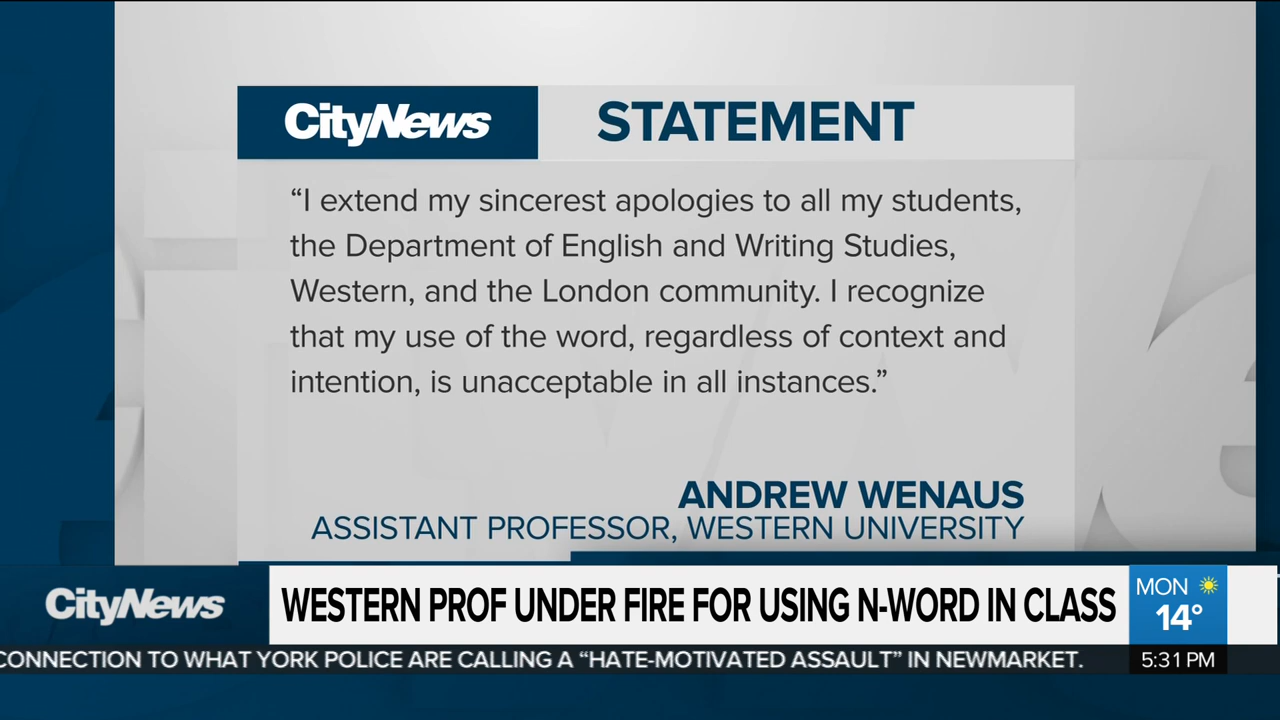 CityNews STATEMENT
“I extend my sincerest apologies to all my students,
the Department of English and Writing Studies,
Western, and the London community. I recognize
that my use of the word, regardless of context and
intention, is unacceptable in all instances.”
ANDREW WENAUS
ASSISTANT PROFESSOR, WESTERN UNIVERSITY
CityNews WESTERN PROF UNDER FIRE FOR USING N-WORD IN CLASS MON
14°
CONNECTION TO WHAT YORK POLICE ARE CALLING A “HATE-MOTIVATED ASSAULT” IN NEWMARKET. 5:31 PM